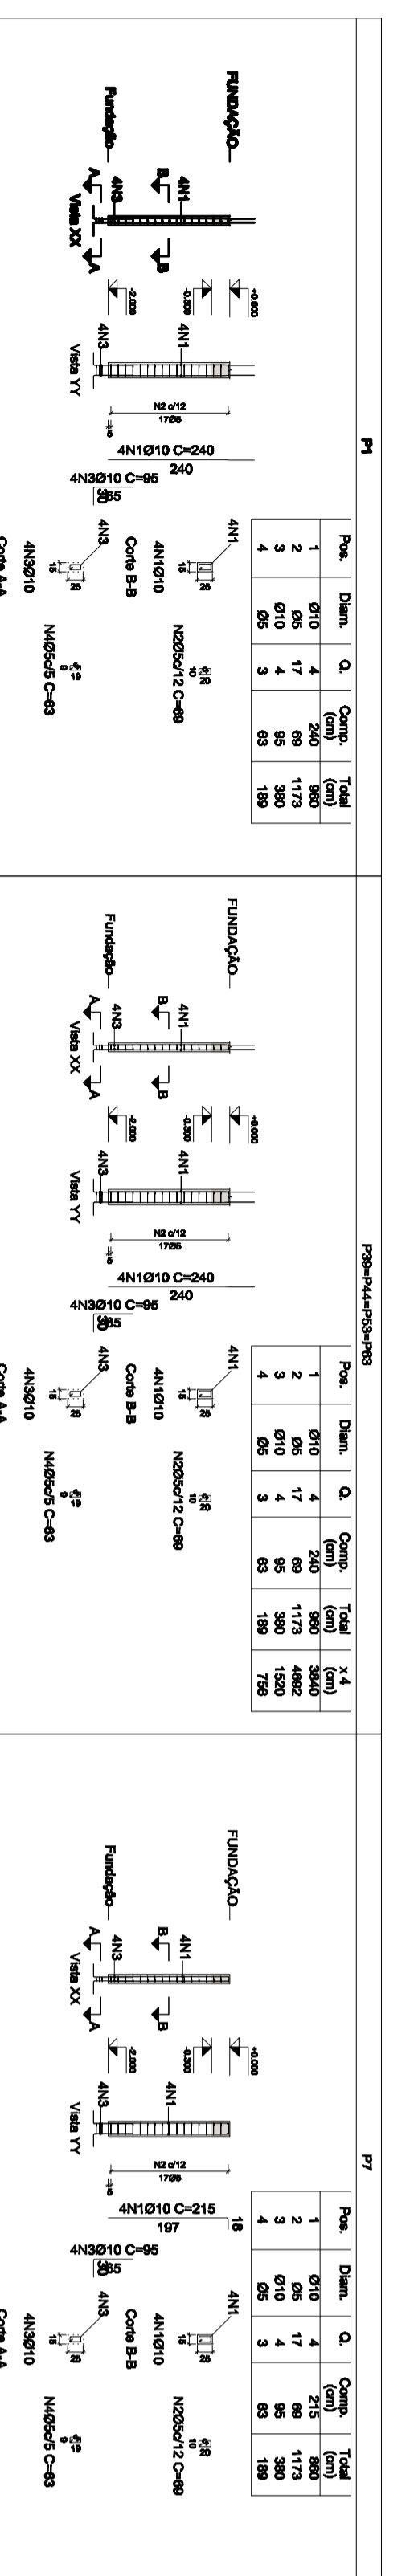 P1
Pos. Diam. Q. Comp. (cm) Total (cm)
1 Ø10 4 240 960
2 Ø5 17 69 1173
3 Ø10 4 95 380
4 Ø5 3 63 189
FUNDAÇÃO
Fundação
4N1
4N3
B B
A A
Vista XX
+0.000
-0.300
-2.000
4N1
4N3
Vista YY
N2 c/12
17Ø5
4N1Ø10 C=240
240
4N3Ø10 C=95
30
65
4N1
15
25
4N1Ø10
Corte B-B
N2Ø5c/12 C=69
10
20
4N3
15
25
4N3Ø10
Corte A-A
N4Ø5c/5 C=63
9
19
P39=P44=P53=P63
Pos. Diam. Q. Comp. (cm) Total (cm) x 4 (cm)
1 Ø10 4 240 960 3840
2 Ø5 17 69 1173 4692
3 Ø10 4 95 380 1520
4 Ø5 3 63 189 756
FUNDAÇÃO
Fundação
4N1
4N3
B B
A A
Vista XX
+0.000
-0.300
-2.000
4N1
4N3
Vista YY
N2 c/12
17Ø5
4N1Ø10 C=240
240
4N3Ø10 C=95
30
65
4N1
15
25
4N1Ø10
Corte B-B
N2Ø5c/12 C=69
10
20
4N3
15
25
4N3Ø10
Corte A-A
N4Ø5c/5 C=63
9
19
P7
Pos. Diam. Q. Comp. (cm) Total (cm)
1 Ø10 4 215 860
2 Ø5 17 69 1173
3 Ø10 4 95 380
4 Ø5 3 63 189
FUNDAÇÃO
Fundação
4N1
4N3
B B
A A
Vista XX
+0.000
-0.300
-2.000
4N1
4N3
Vista YY
N2 c/12
17Ø5
18
4N1Ø10 C=215
197
4N3Ø10 C=95
30
65
4N1
15
25
4N1Ø10
Corte B-B
N2Ø5c/12 C=69
10
20
4N3
15
25
4N3Ø10
Corte A-A
N4Ø5c/5 C=63
9
19